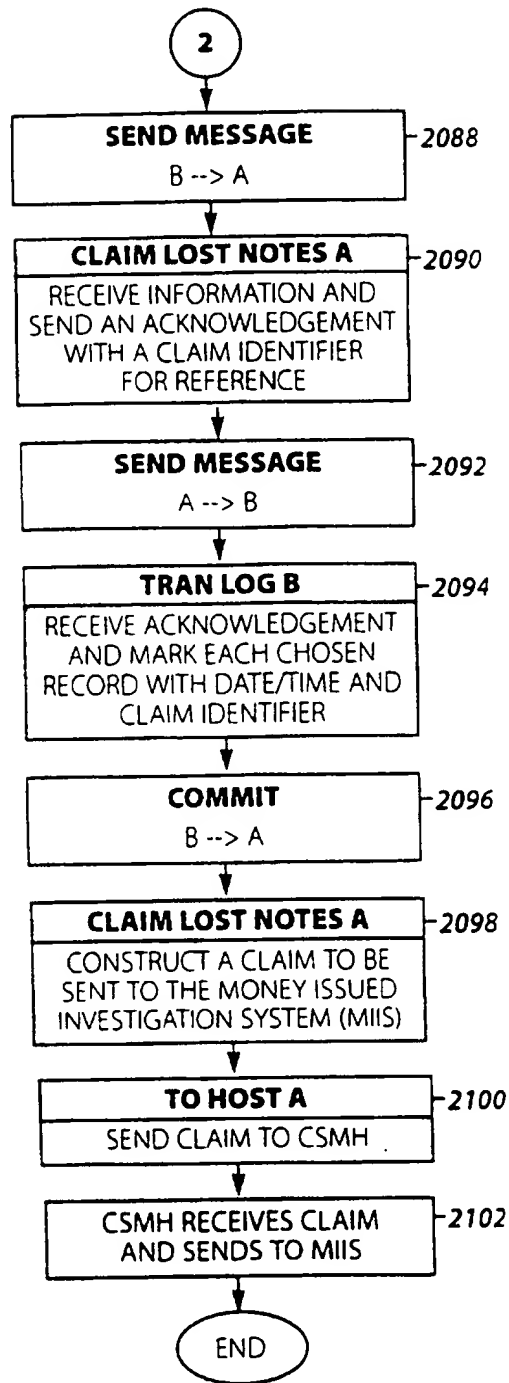 2
SEND MESSAGE
2088
B --> A
CLAIM LOST NOTES A
2090
RECEIVE INFORMATION AND
SEND AN ACKNOWLEDGEMENT
WITH A CLAIM IDENTIFIER
FOR REFERENCE
SEND MESSAGE
2092
A --> B
TRAN LOG B
2094
RECEIVE ACKNOWLEDGEMENT
AND MARK EACH CHOSEN
RECORD WITH DATE/TIME AND
CLAIM IDENTIFIER
COMMIT
2096
B --> A
CLAIM LOST NOTES A
2098
CONSTRUCT A CLAIM TO BE
SENT TO THE MONEY ISSUED
INVESTIGATION SYSTEM (MIIS)
TO HOST A
2100
SEND CLAIM TO CSMH
CSMH RECEIVES CLAIM
2102
AND SENDS TO MIIS
END